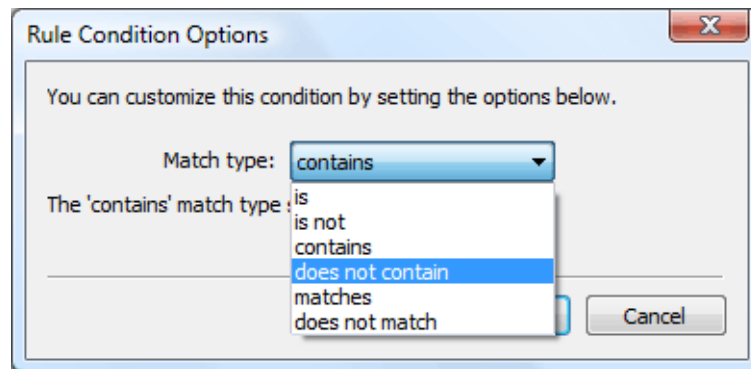 Rule Condition Options
You can customize this condition by setting the options below.
Match type: contains
The 'contains' match type
is
is not
contains
does not contain
matches
does not match
Cancel